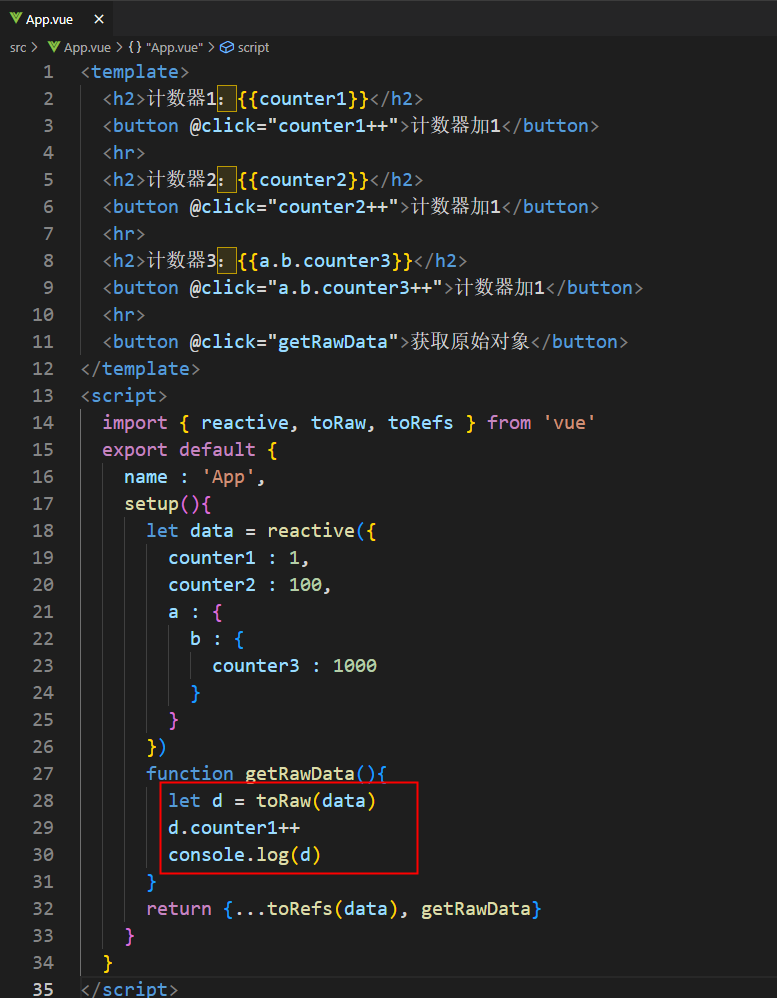 App.vue ×
src > App.vue > {} "App.vue" > script
1 <template>
2   <h2>计数器1：{{counter1}}</h2>
3   <button @click="counter1++">计数器加1</button>
4   <hr>
5   <h2>计数器2：{{counter2}}</h2>
6   <button @click="counter2++">计数器加1</button>
7   <hr>
8   <h2>计数器3：{{a.b.counter3}}</h2>
9   <button @click="a.b.counter3++">计数器加1</button>
10   <hr>
11   <button @click="getRawData">获取原始对象</button>
12 </template>
13 <script>
14   import { reactive, toRaw, toRefs } from 'vue'
15   export default {
16     name : 'App',
17     setup(){
18       let data = reactive({
19         counter1 : 1,
20         counter2 : 100,
21         a : {
22           b : {
23             counter3 : 1000
24           }
25         }
26       })
27       function getRawData(){
28         let d = toRaw(data)
29         d.counter1++
30         console.log(d)
31       }
32       return {...toRefs(data), getRawData}
33     }
34   }
35 </script>